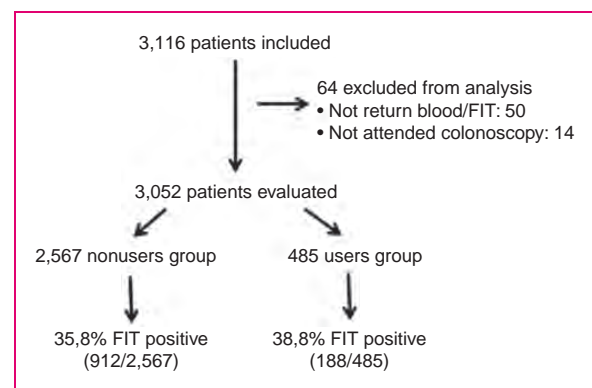 3,116 patients included
64 excluded from analysis
• Not return blood/FIT: 50
• Not attended colonoscopy: 14
3,052 patients evaluated
2,567 nonusers group
485 users group
35,8% FIT positive
(912/2,567)
38,8% FIT positive
(188/485)